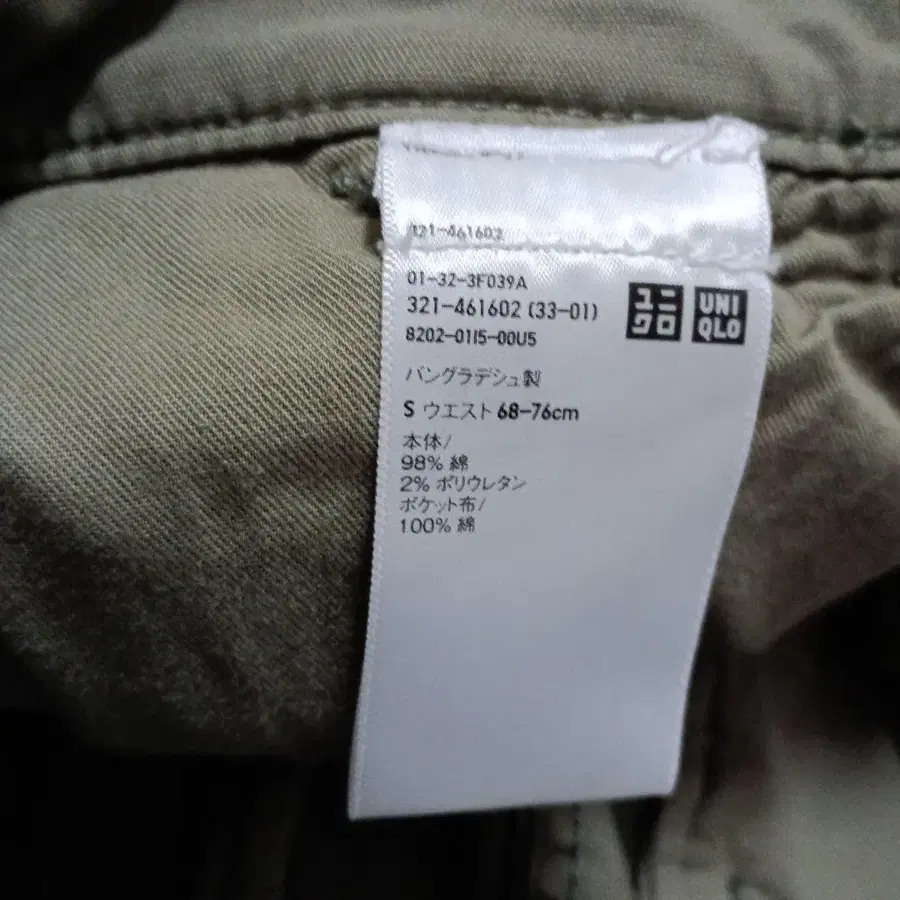 321-461602
01-32-3F039A
321-461602 (33-01)
8202-01I5-00U5
ユニ
クロ
UNI
QLO
バングラデシュ製
S ウエスト 68-76cm
本体/
98% 綿
2% ポリウレタン
ポケット布/
100% 綿